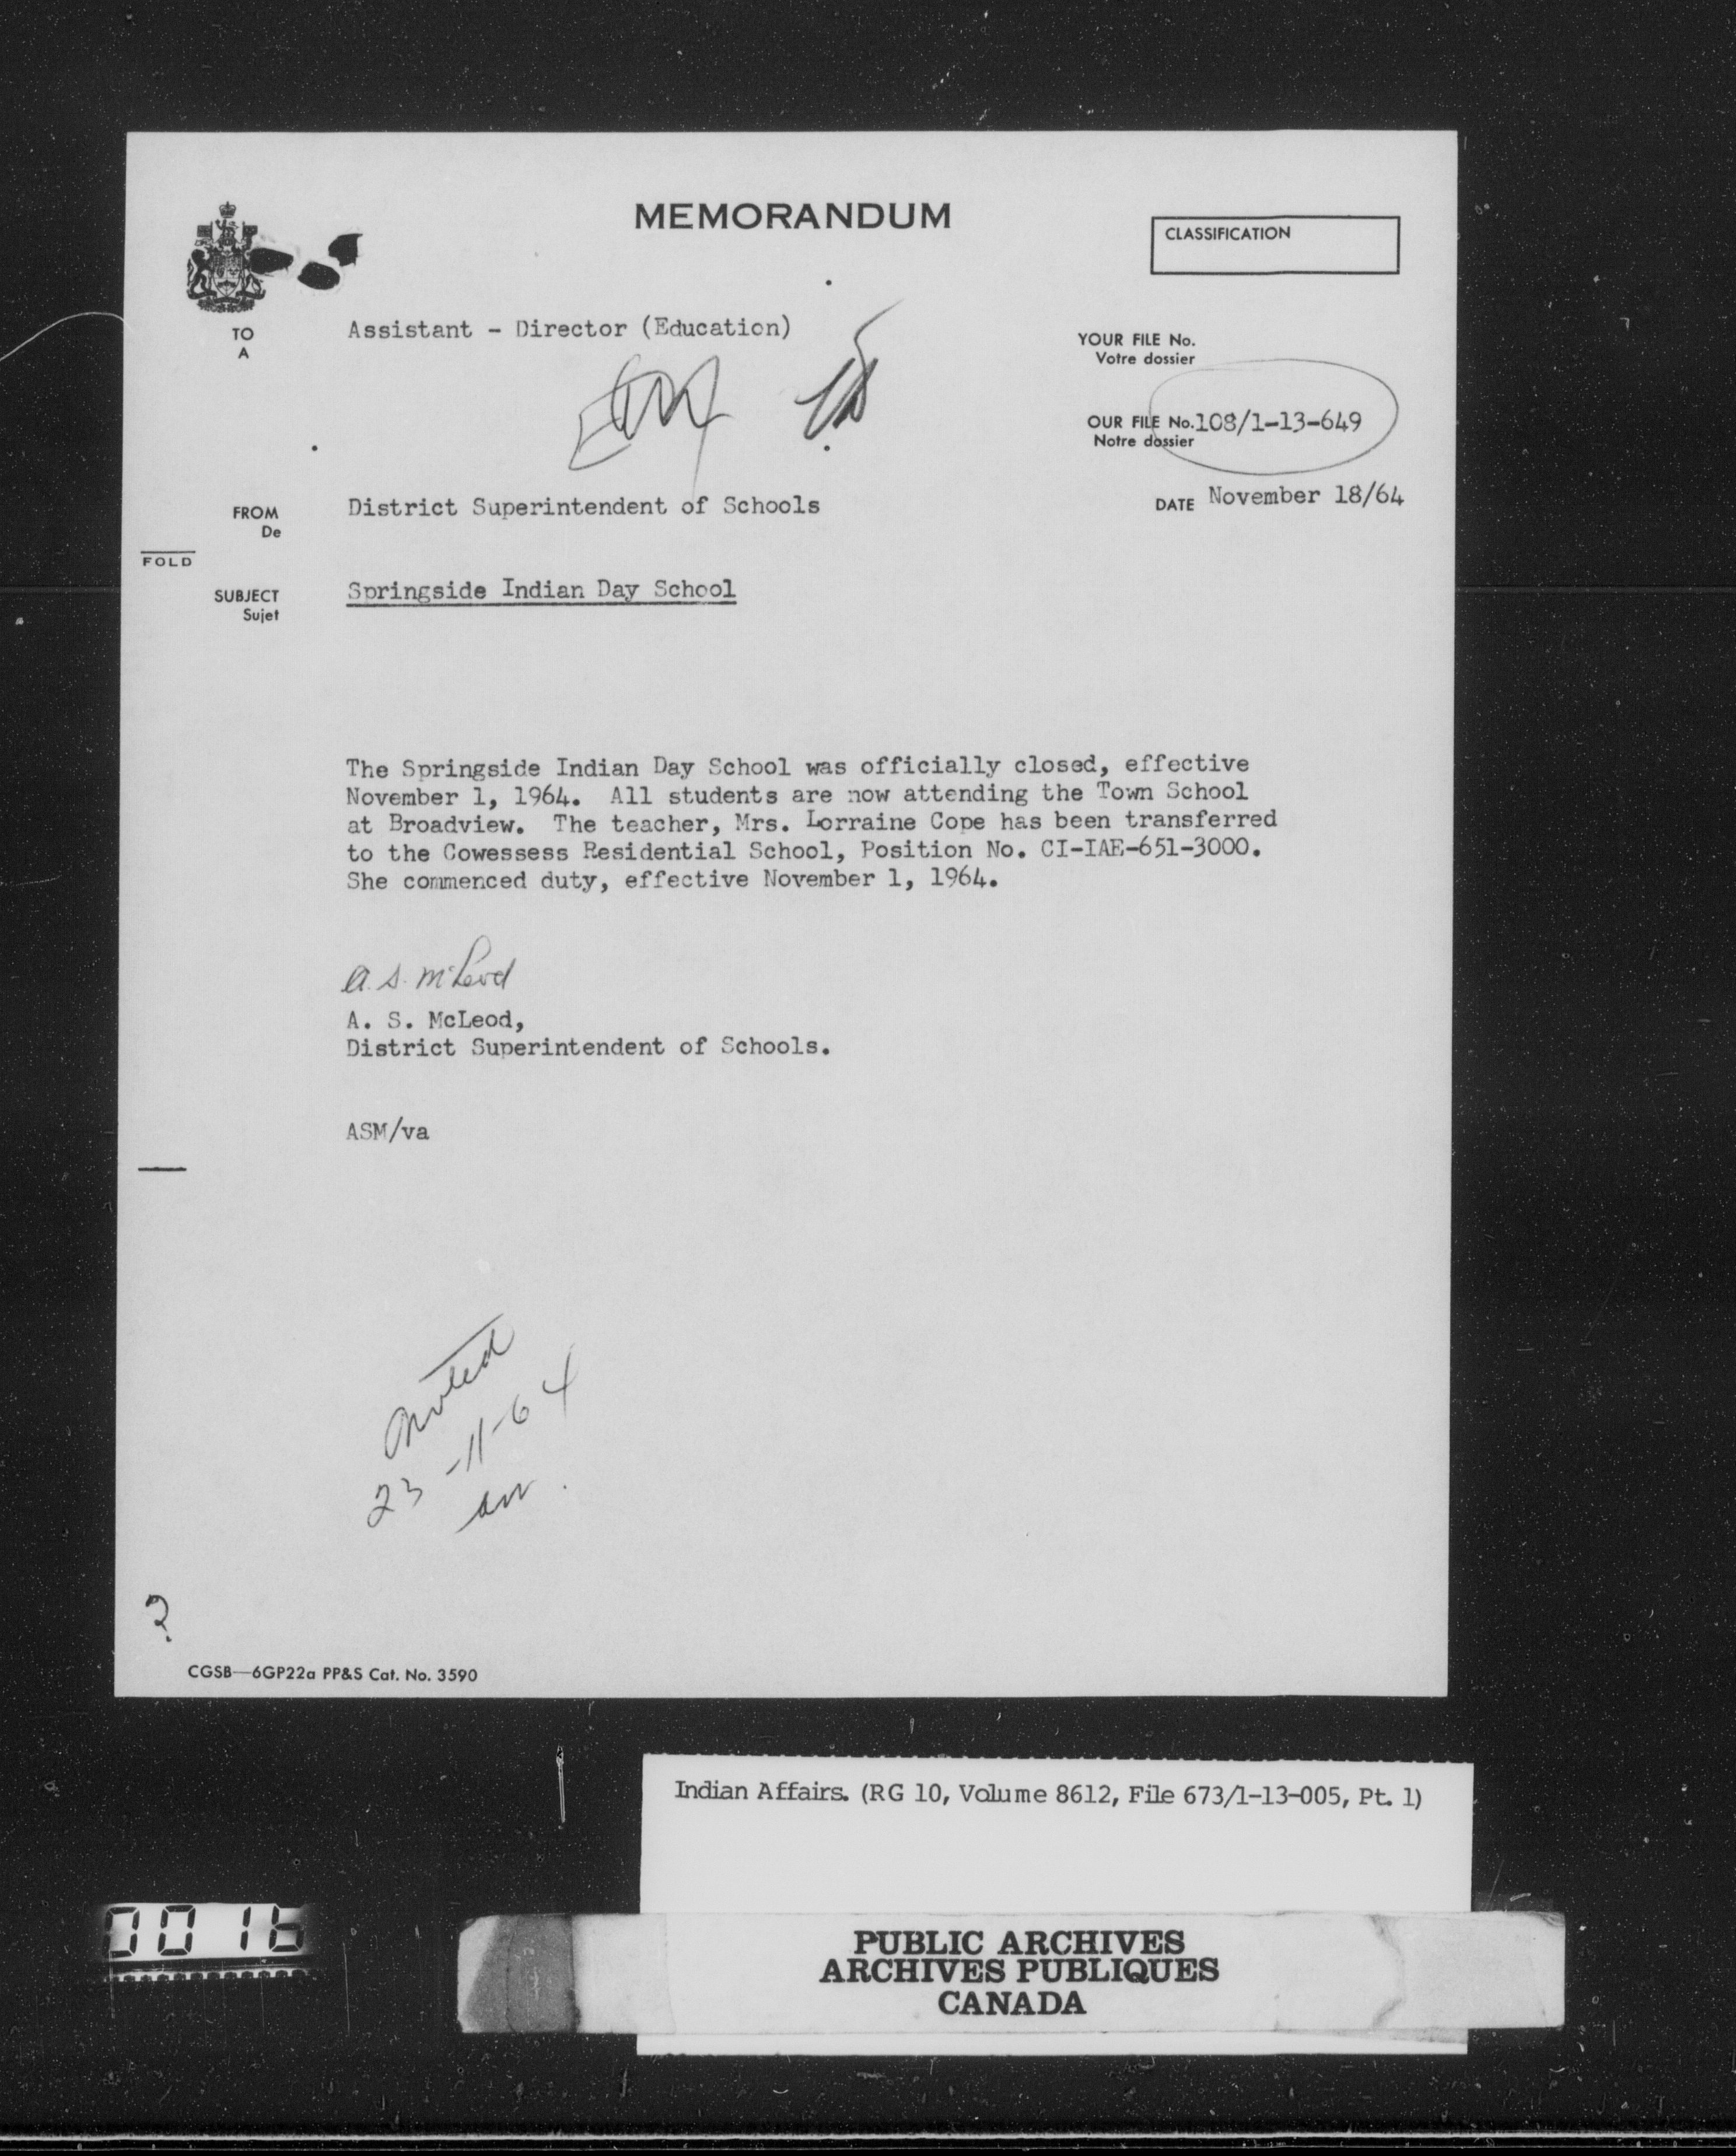 MEMORANDUM
CLASSIFICATION
TO
A
Assistant - Director (Education)
YOUR FILE No.
Votre dossier
OUR FILE No. 108/1-13-649
Notre dossier
FROM
De
District Superintendent of Schools
DATE November 18/64
FOLD
SUBJECT
Sujet
Springside Indian Day School
The Springside Indian Day School was officially closed, effective
November 1, 1964. All students are now attending the Town School
at Broadview. The teacher, Mrs. Lorraine Cope has been transferred
to the Cowessess Residential School, Position No. CI-IAE-651-3000.
She commenced duty, effective November 1, 1964.
A. S. McLeod
A. S. McLeod,
District Superintendent of Schools.
ASM/va
noted
23-11-64
?
CGSB—6GP22a PP&S Cat. No. 3590
Indian Affairs. (RG 10, Volume 8612, File 673/1-13-005, Pt. 1)
0016
PUBLIC ARCHIVES
ARCHIVES PUBLIQUES
CANADA